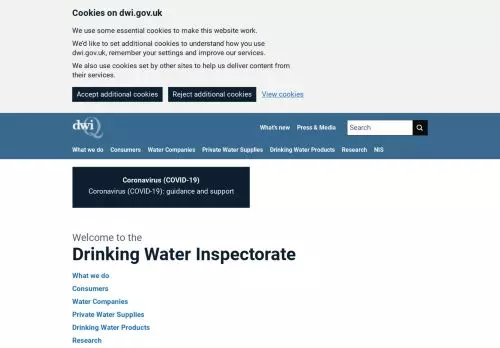 Cookies on dwi.gov.uk
We use some essential cookies to make this website work.
We'd like to set additional cookies to understand how you use
dwi.gov.uk, remember your settings and improve our services.
We also use cookies set by other sites to help us deliver content from
their services.
Accept additional cookies Reject additional cookies View cookies
dwi
What's new Press & Media Search
What we do Consumers Water Companies Private Water Supplies Drinking Water Products Research NIS
Coronavirus (COVID-19)
Coronavirus (COVID-19): guidance and support
Welcome to the
Drinking Water Inspectorate
What we do
Consumers
Water Companies
Private Water Supplies
Drinking Water Products
Research